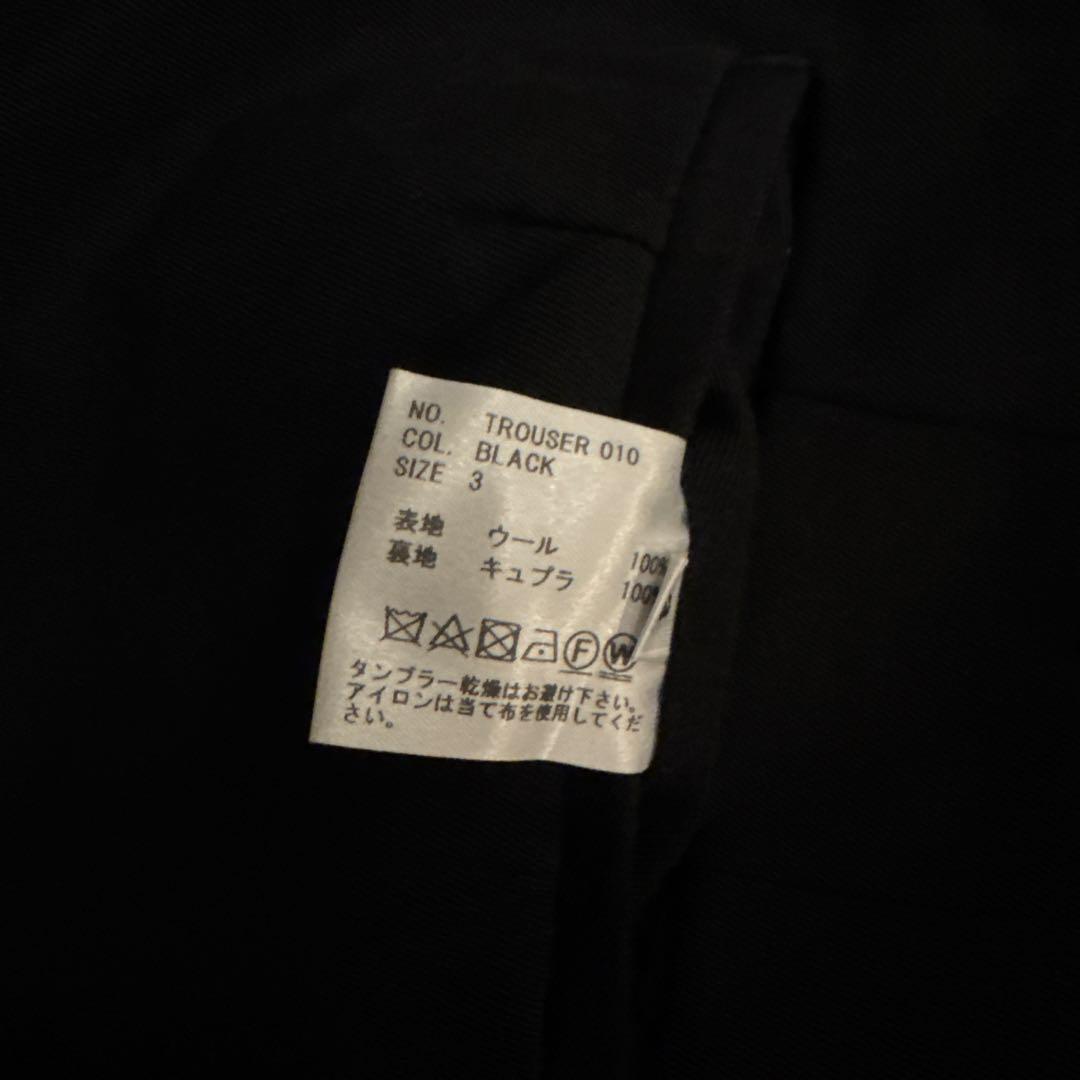 NO. TROUSER 010
COL. BLACK
SIZE 3
表地 ウール 100%
裏地 キュプラ 100%
F W
タンブラー乾燥はお避け下さい。
アイロンは当て布を使用してくだ
さい。